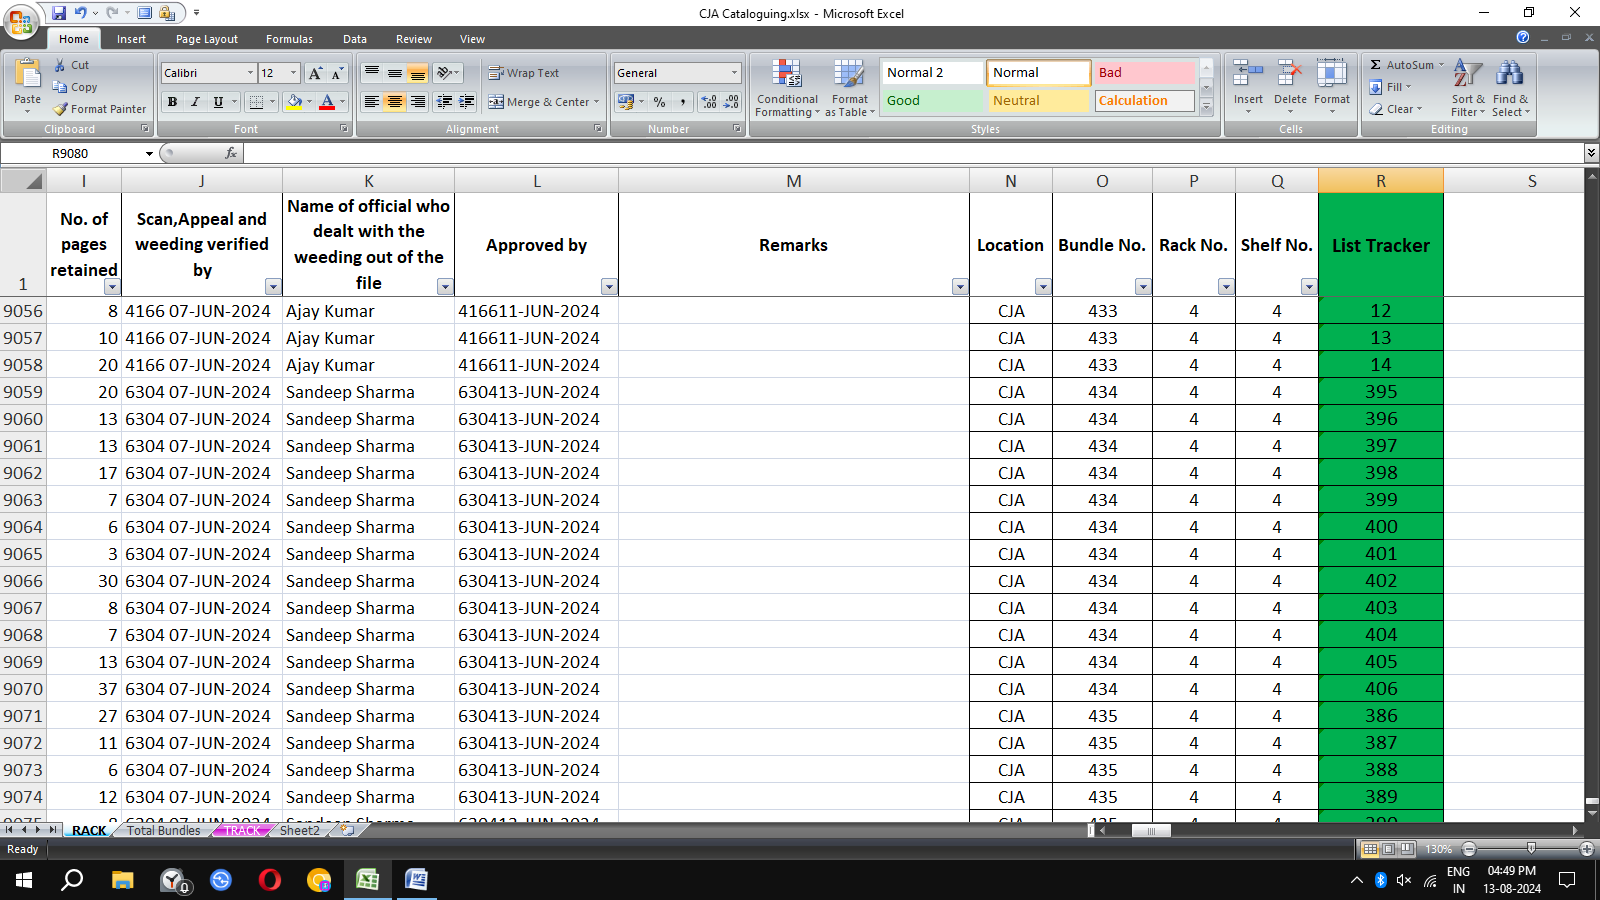 CJA Cataloguing.xlsx - Microsoft Excel
Home Insert Page Layout Formulas Data Review View
Paste
Cut
Copy
Format Painter
Clipboard
Calibri 12
B I U
Font
Wrap Text
Merge & Center
Alignment
General
% ,
Number
Conditional Formatting
Format as Table
Normal 2 Normal Bad
Good Neutral Calculation
Styles
Insert Delete Format
Cells
AutoSum
Fill
Clear
Sort & Filter
Find & Select
Editing
R9080 fx
I J K L M N O P Q R S
1 No. of pages retained Scan,Appeal and weeding verified by Name of official who dealt with the weeding out of the file Approved by Remarks Location Bundle No. Rack No. Shelf No. List Tracker
9056 8 4166 07-JUN-2024 Ajay Kumar 416611-JUN-2024 CJA 433 4 4 12
9057 10 4166 07-JUN-2024 Ajay Kumar 416611-JUN-2024 CJA 433 4 4 13
9058 20 4166 07-JUN-2024 Ajay Kumar 416611-JUN-2024 CJA 433 4 4 14
9059 20 6304 07-JUN-2024 Sandeep Sharma 630413-JUN-2024 CJA 434 4 4 395
9060 13 6304 07-JUN-2024 Sandeep Sharma 630413-JUN-2024 CJA 434 4 4 396
9061 13 6304 07-JUN-2024 Sandeep Sharma 630413-JUN-2024 CJA 434 4 4 397
9062 17 6304 07-JUN-2024 Sandeep Sharma 630413-JUN-2024 CJA 434 4 4 398
9063 7 6304 07-JUN-2024 Sandeep Sharma 630413-JUN-2024 CJA 434 4 4 399
9064 6 6304 07-JUN-2024 Sandeep Sharma 630413-JUN-2024 CJA 434 4 4 400
9065 3 6304 07-JUN-2024 Sandeep Sharma 630413-JUN-2024 CJA 434 4 4 401
9066 30 6304 07-JUN-2024 Sandeep Sharma 630413-JUN-2024 CJA 434 4 4 402
9067 8 6304 07-JUN-2024 Sandeep Sharma 630413-JUN-2024 CJA 434 4 4 403
9068 7 6304 07-JUN-2024 Sandeep Sharma 630413-JUN-2024 CJA 434 4 4 404
9069 13 6304 07-JUN-2024 Sandeep Sharma 630413-JUN-2024 CJA 434 4 4 405
9070 37 6304 07-JUN-2024 Sandeep Sharma 630413-JUN-2024 CJA 434 4 4 406
9071 27 6304 07-JUN-2024 Sandeep Sharma 630413-JUN-2024 CJA 435 4 4 386
9072 11 6304 07-JUN-2024 Sandeep Sharma 630413-JUN-2024 CJA 435 4 4 387
9073 6 6304 07-JUN-2024 Sandeep Sharma 630413-JUN-2024 CJA 435 4 4 388
9074 12 6304 07-JUN-2024 Sandeep Sharma 630413-JUN-2024 CJA 435 4 4 389
RACK Total Bundles TRACK Sheet2
Ready 130%
ENG IN
04:49 PM
13-08-2024